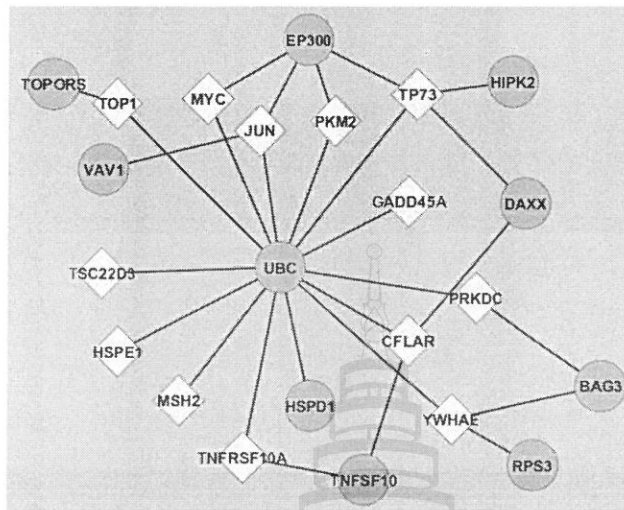 EP300
TOPORS
TOP1
MYC
TP73
HIPK2
JUN
PKM2
VAV1
GADD45A
DAXX
UBC
TSC22D3
PRKDC
HSPE1
CFLAR
MSH2
HSPD1
BAG3
YWHAE
TNFRSF10A
RPS3
TNFSF10